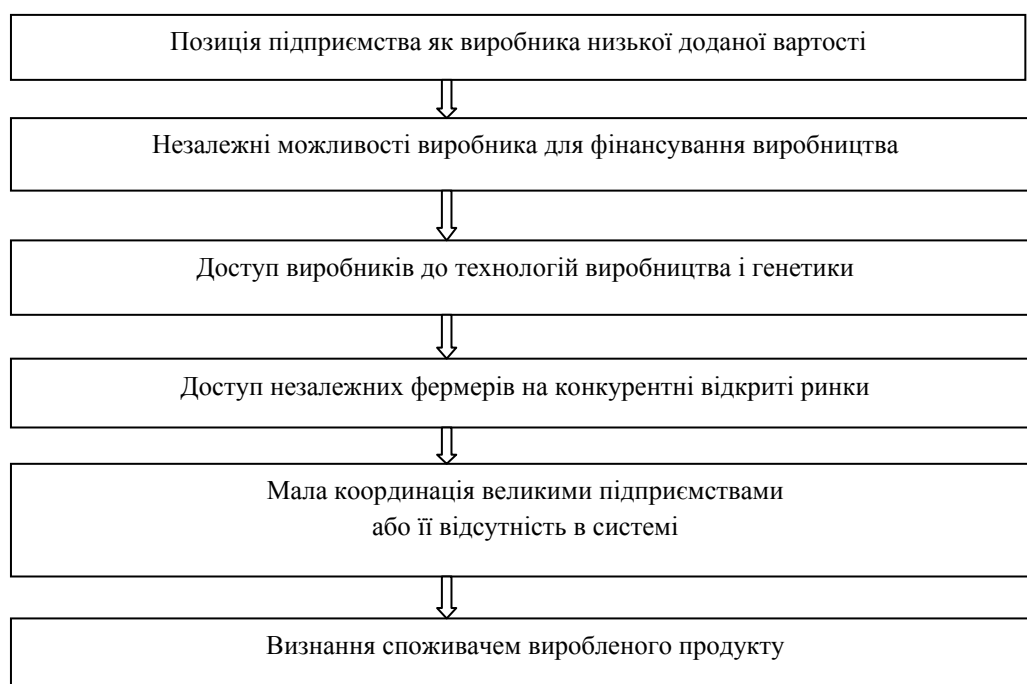 Позиція підприємства як виробника низької доданої вартості
Незалежні можливості виробника для фінансування виробництва
Доступ виробників до технологій виробництва і генетики
Доступ незалежних фермерів на конкурентні відкриті ринки
Мала координація великими підприємствами
або її відсутність в системі
Визнання споживачем виробленого продукту